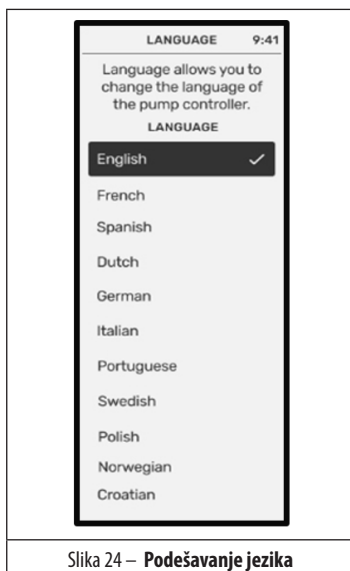 LANGUAGE 9:41
Language allows you to
change the language of
the pump controller.
LANGUAGE
English ✓
French
Spanish
Dutch
German
Italian
Portuguese
Swedish
Polish
Norwegian
Croatian
Slika 24 – Podešavanje jezika